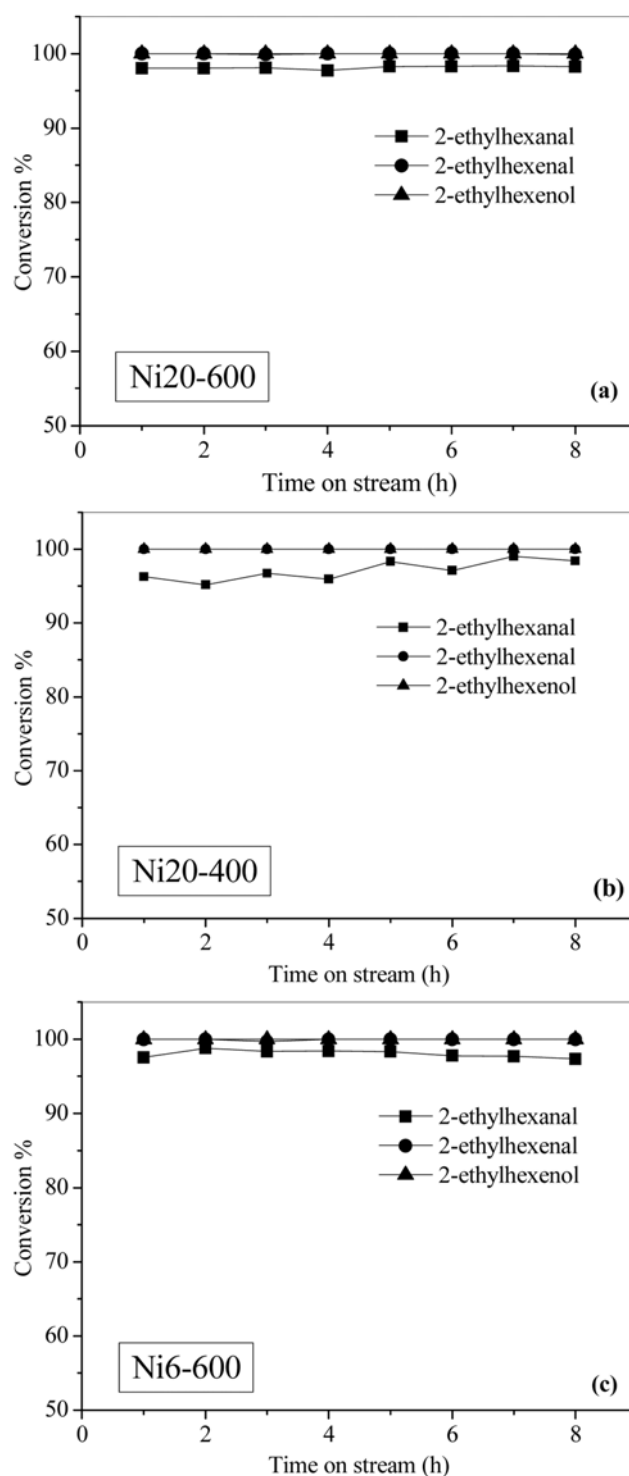 100
90
80
70
60
50
Conversion %
2-ethylhexanal
2-ethylhexenal
2-ethylhexenol
Ni20-600
(a)
0 2 4 6 8
Time on stream (h)
100
90
80
70
60
50
Conversion %
2-ethylhexanal
2-ethylhexenal
2-ethylhexenol
Ni20-400
(b)
0 2 4 6 8
Time on stream (h)
100
90
80
70
60
50
Conversion %
2-ethylhexanal
2-ethylhexenal
2-ethylhexenol
Ni6-600
(c)
0 2 4 6 8
Time on stream (h)